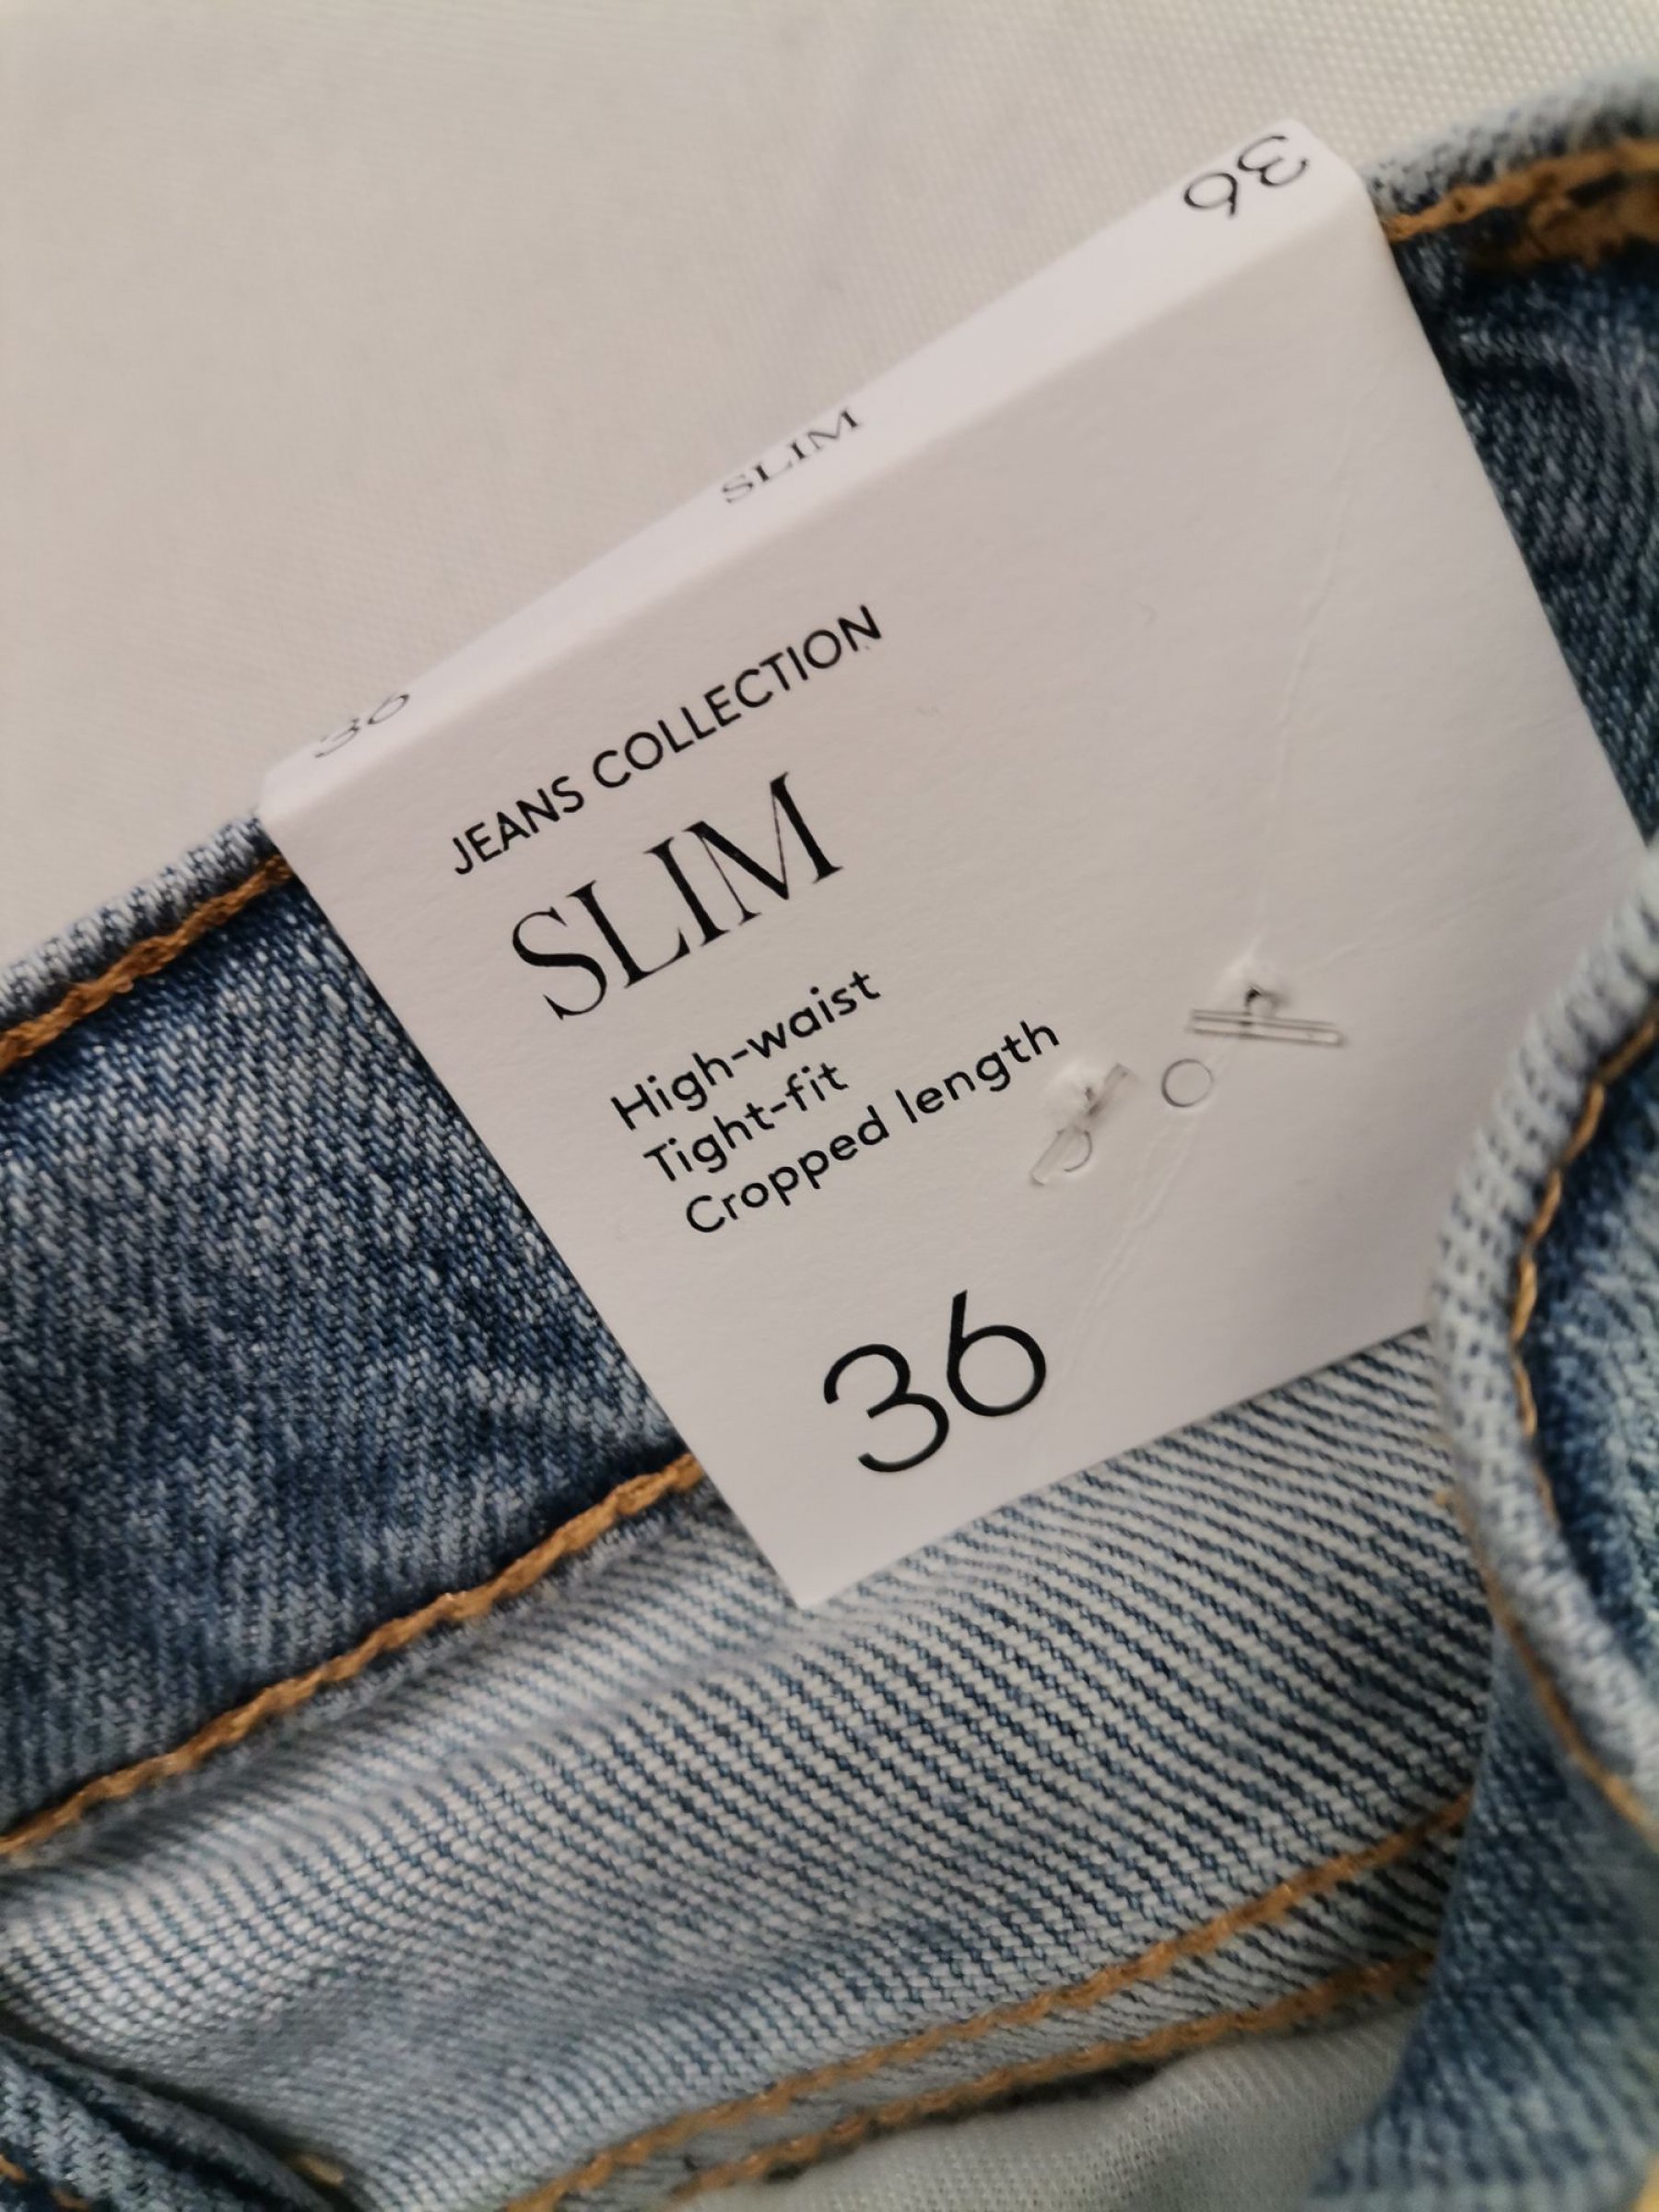 36
SLIM
36
JEANS COLLECTION
SLIM
High-waist
Tight-fit
Cropped length
36